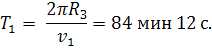 T₁ = 2πR₃ / v₁ = 84 мин 12 с.